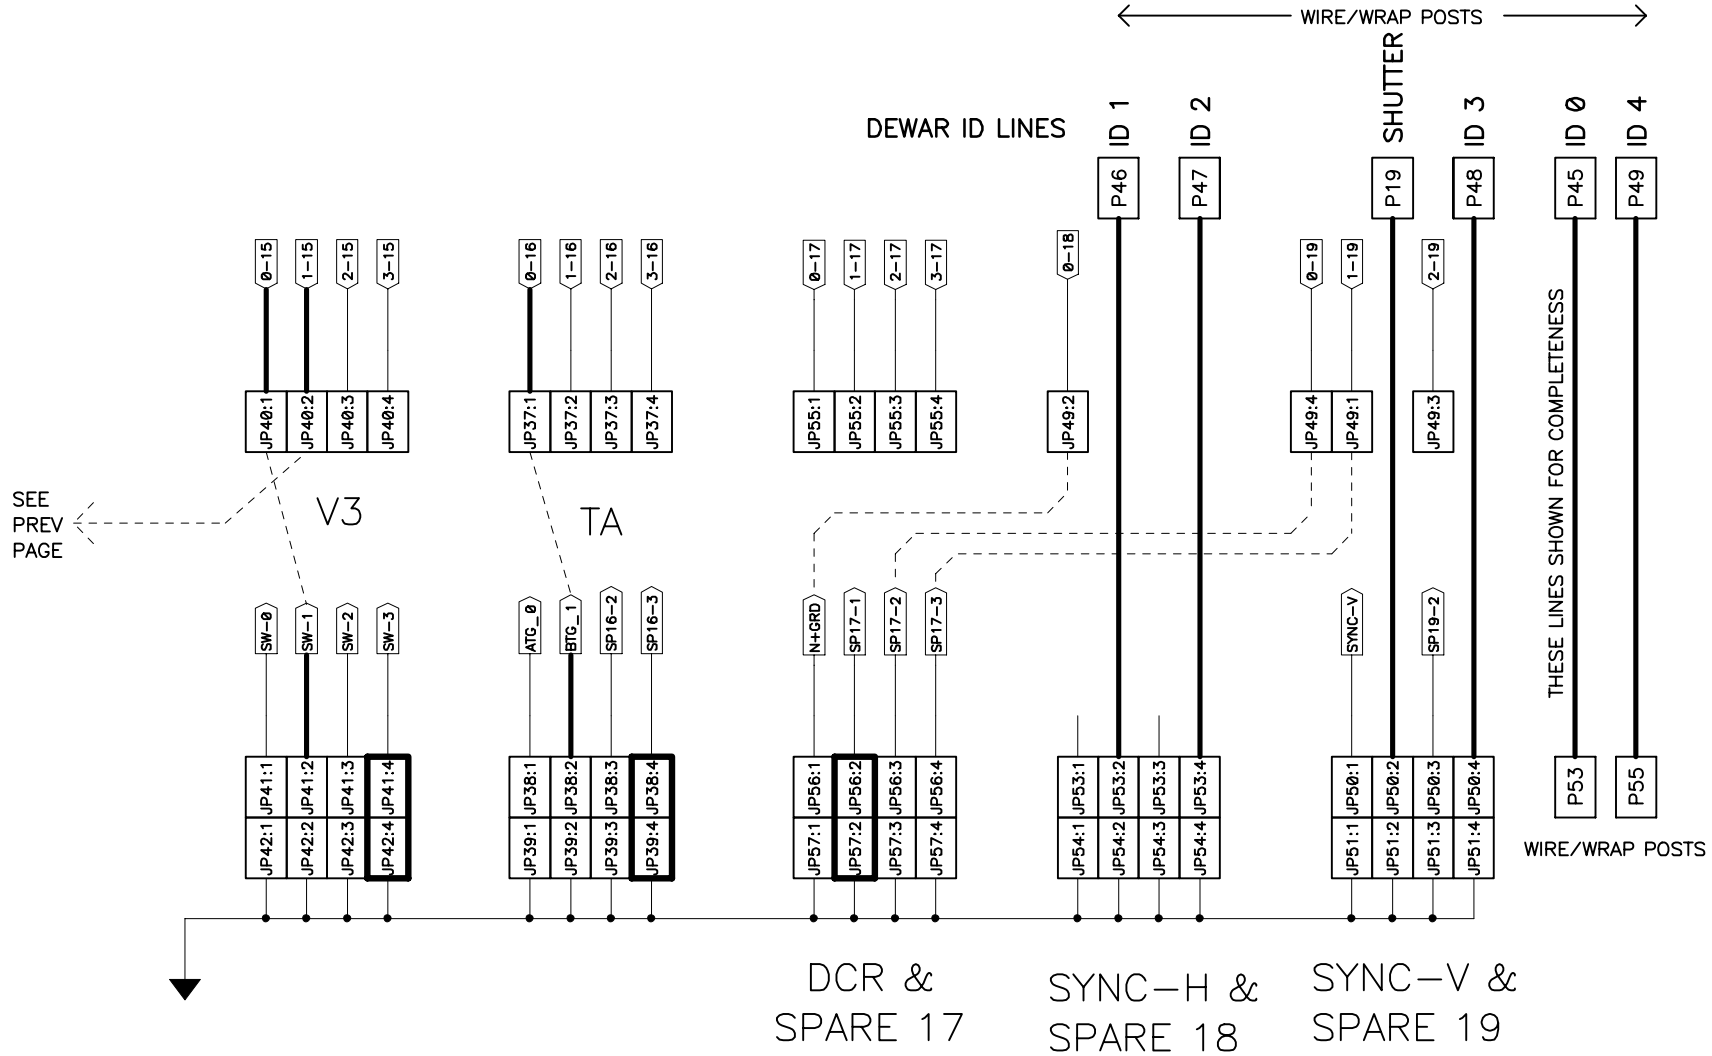 WIRE/WRAP POSTS
DEWAR ID LINES
ID 1
ID 2
SHUTTER
ID 3
ID 0
ID 4
P46
P47
P19
P48
P45
P49
0-15
1-15
2-15
3-15
0-16
1-16
2-16
3-16
0-17
1-17
2-17
3-17
0-18
0-19
1-19
2-19
JP40:1
JP40:2
JP40:3
JP40:4
JP37:1
JP37:2
JP37:3
JP37:4
JP55:1
JP55:2
JP55:3
JP55:4
JP49:2
JP49:4
JP49:1
JP49:3
THESE LINES SHOWN FOR COMPLETENESS
SEE
PREV
PAGE
V3
TA
SW-0
SW-1
SW-2
SW-3
ATG_0
BTG_1
SP16-2
SP16-3
N+GRD
SP17-1
SP17-2
SP17-3
SYNC-V
SP19-2
JP41:1
JP41:2
JP41:3
JP41:4
JP38:1
JP38:2
JP38:3
JP38:4
JP56:1
JP56:2
JP56:3
JP56:4
JP53:1
JP53:2
JP53:3
JP53:4
JP50:1
JP50:2
JP50:3
JP50:4
P53
P55
JP42:1
JP42:2
JP42:3
JP42:4
JP39:1
JP39:2
JP39:3
JP39:4
JP57:1
JP57:2
JP57:3
JP57:4
JP54:1
JP54:2
JP54:3
JP54:4
JP51:1
JP51:2
JP51:3
JP51:4
WIRE/WRAP POSTS
DCR &
SPARE 17
SYNC-H &
SPARE 18
SYNC-V &
SPARE 19